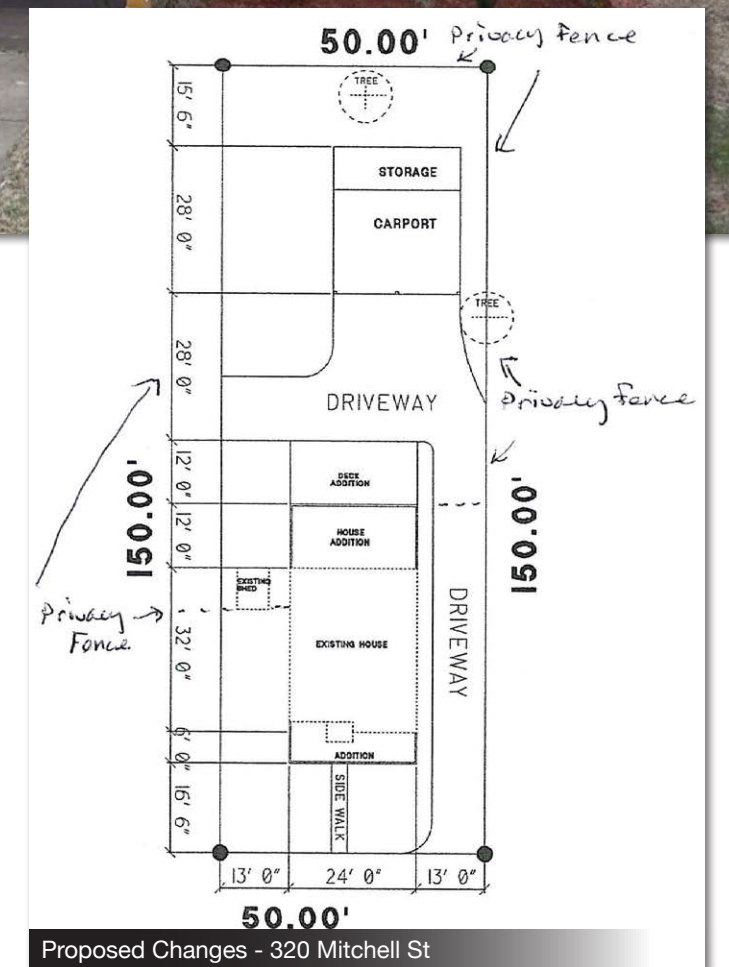 50.00'
Privacy Fence
TREE
15' 6"
STORAGE
28' 0"
CARPORT
TREE
28' 0"
DRIVEWAY
Privacy Fence
12' 0"
DECK
ADDITION
150.00'
150.00'
12' 0"
HOUSE
ADDITION
EXISTING
SHED
DRIVEWAY
Privacy
Fence
32' 0"
EXISTING HOUSE
6' 0"
ADDITION
16' 6"
SIDE WALK
13' 0"
24' 0"
13' 0"
50.00'
Proposed Changes - 320 Mitchell St